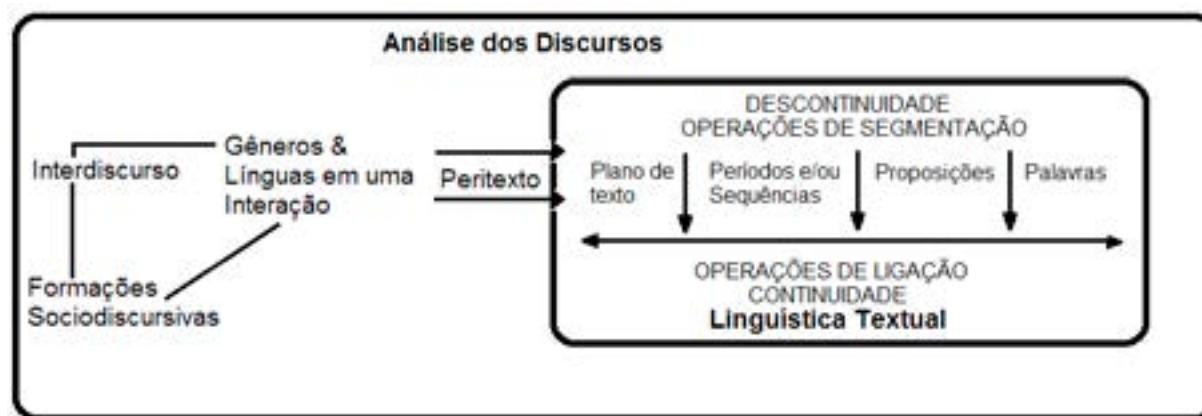 Análise dos Discursos
Interdiscurso
Gêneros &
Línguas em uma
Interação
Formações
Sociodiscursivas
Peritexto
DESCONTINUIDADE
OPERAÇÕES DE SEGMENTAÇÃO
Plano de
texto
Períodos e/ou
Sequências
Proposições
Palavras
OPERAÇÕES DE LIGAÇÃO
CONTINUIDADE
Linguística Textual